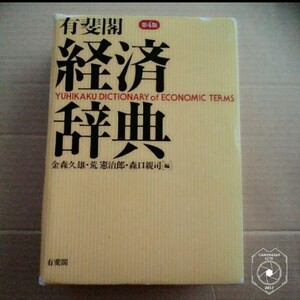 有斐閣
第4版
経済
YUHIKAKU DICTIONARY of ECONOMIC TERMS
辞典
金森久雄・荒 憲治郎・森口親司 編
有斐閣